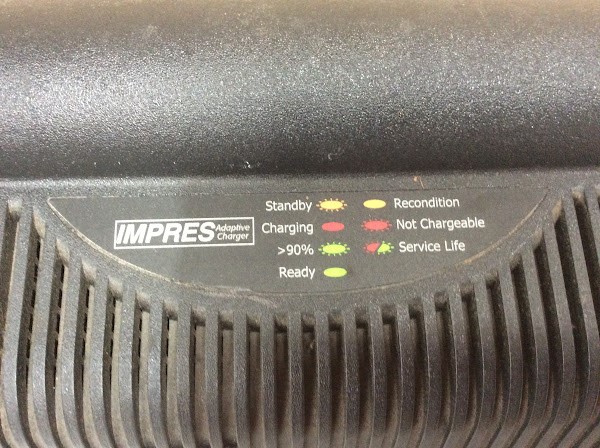 IMPRES Adaptive Charger
Standby
Charging
>90%
Ready
Recondition
Not Chargeable
Service Life